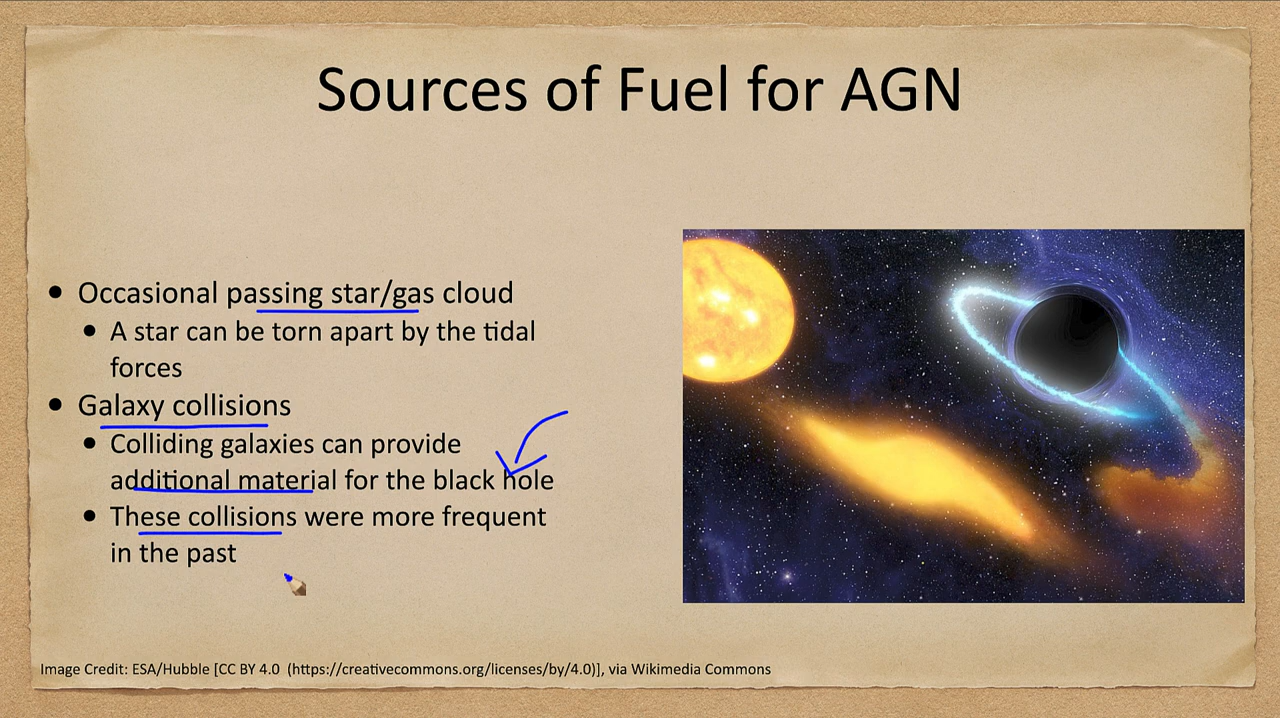 Sources of Fuel for AGN
• Occasional passing star/gas cloud
• A star can be torn apart by the tidal
forces
• Galaxy collisions
• Colliding galaxies can provide
additional material for the black hole
• These collisions were more frequent
in the past
Image Credit: ESA/Hubble [CC BY 4.0 (https://creativecommons.org/licenses/by/4.0)], via Wikimedia Commons